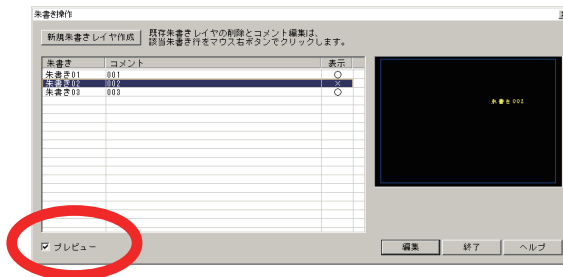 朱書き操作
新規朱書きレイヤ作成
既存朱書きレイヤの削除とコメント編集は、
該当朱書き行をマウス右ボタンでクリックします。
朱書き コメント 表示
朱書き01 001 ○
朱書き02 002 ×
朱書き03 003 ○
朱書き002
プレビュー
編集 終了 ヘルプ